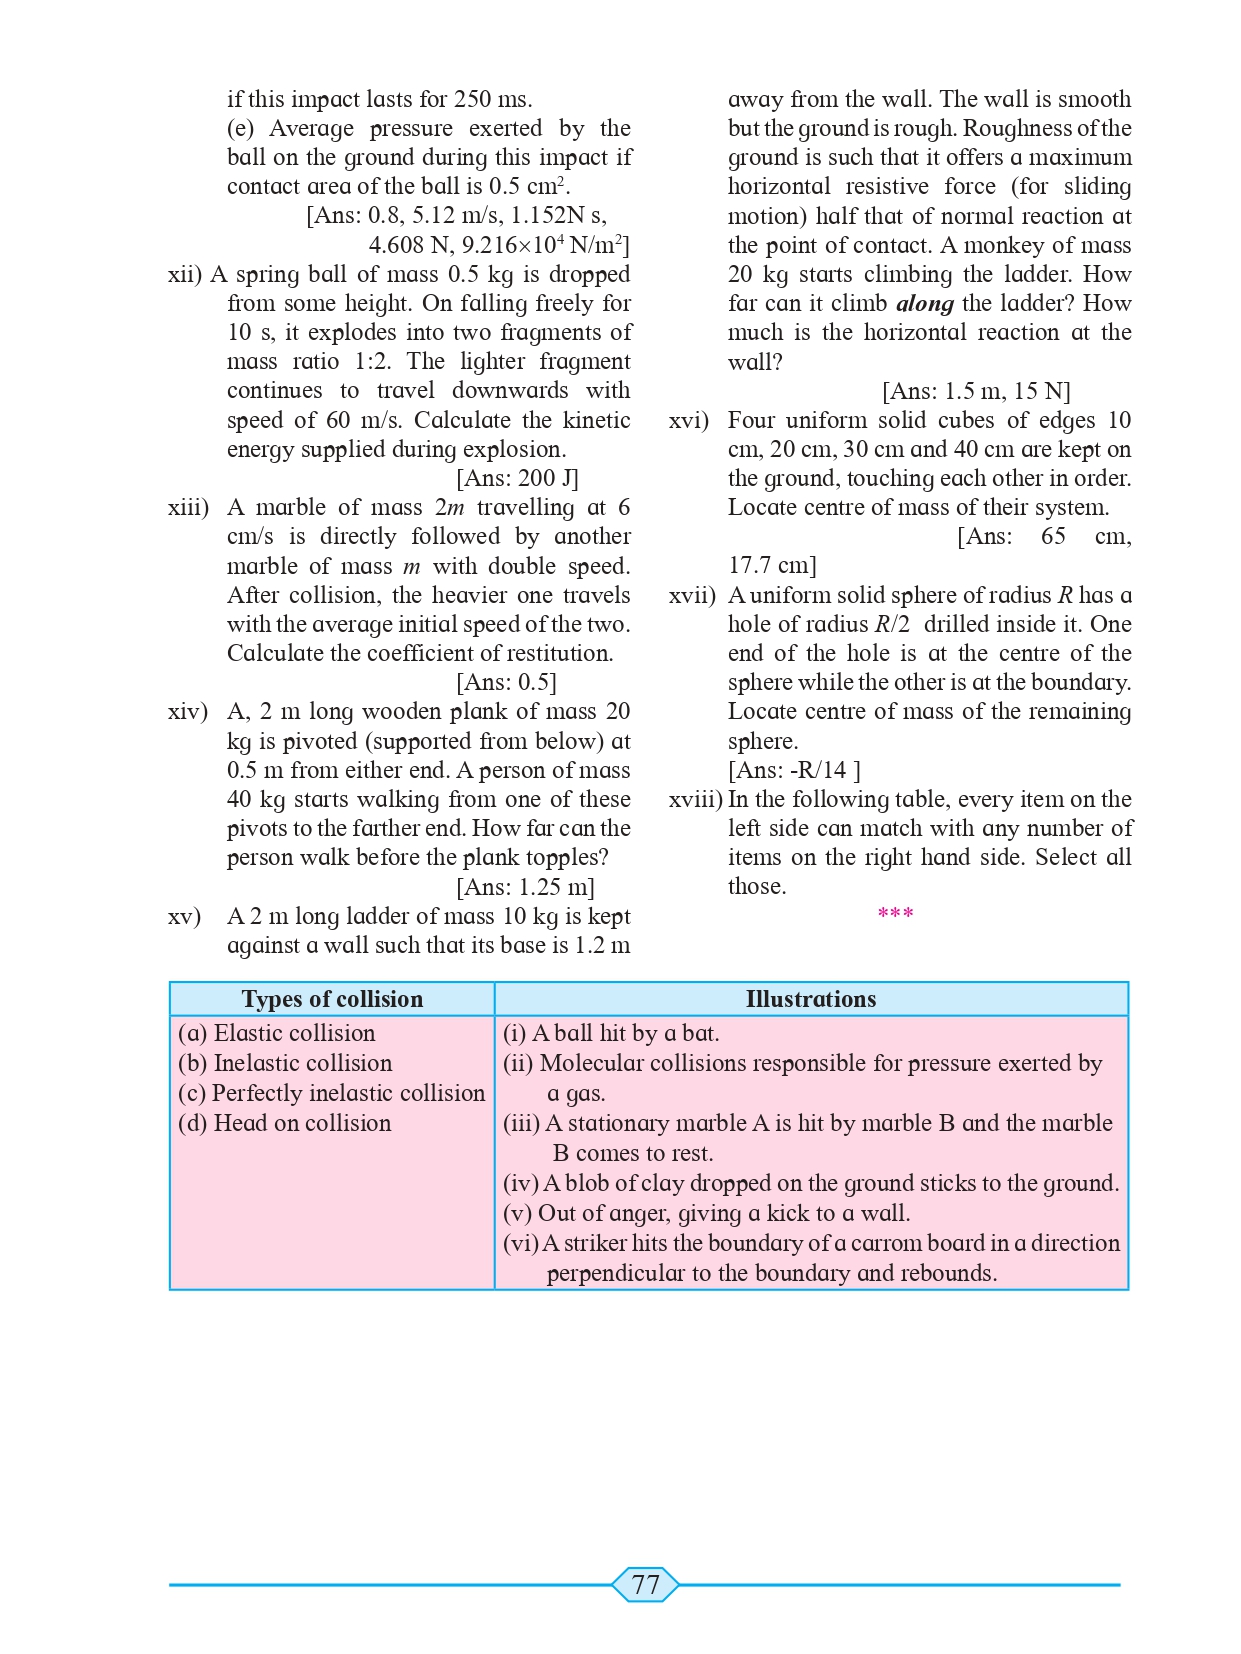 if this impact lasts for 250 ms.
(e) Average pressure exerted by the
ball on the ground during this impact if
contact area of the ball is 0.5 cm².
[Ans: 0.8, 5.12 m/s, 1.152N s,
4.608 N, 9.216×10⁴ N/m²]
xii) A spring ball of mass 0.5 kg is dropped
from some height. On falling freely for
10 s, it explodes into two fragments of
mass ratio 1:2. The lighter fragment
continues to travel downwards with
speed of 60 m/s. Calculate the kinetic
energy supplied during explosion.
[Ans: 200 J]
xiii) A marble of mass 2m travelling at 6
cm/s is directly followed by another
marble of mass m with double speed.
After collision, the heavier one travels
with the average initial speed of the two.
Calculate the coefficient of restitution.
[Ans: 0.5]
xiv) A, 2 m long wooden plank of mass 20
kg is pivoted (supported from below) at
0.5 m from either end. A person of mass
40 kg starts walking from one of these
pivots to the farther end. How far can the
person walk before the plank topples?
[Ans: 1.25 m]
xv) A 2 m long ladder of mass 10 kg is kept
against a wall such that its base is 1.2 m
away from the wall. The wall is smooth
but the ground is rough. Roughness of the
ground is such that it offers a maximum
horizontal resistive force (for sliding
motion) half that of normal reaction at
the point of contact. A monkey of mass
20 kg starts climbing the ladder. How
far can it climb along the ladder? How
much is the horizontal reaction at the
wall?
[Ans: 1.5 m, 15 N]
xvi) Four uniform solid cubes of edges 10
cm, 20 cm, 30 cm and 40 cm are kept on
the ground, touching each other in order.
Locate centre of mass of their system.
[Ans: 65 cm,
17.7 cm]
xvii) A uniform solid sphere of radius R has a
hole of radius R/2 drilled inside it. One
end of the hole is at the centre of the
sphere while the other is at the boundary.
Locate centre of mass of the remaining
sphere.
[Ans: -R/14 ]
xviii) In the following table, every item on the
left side can match with any number of
items on the right hand side. Select all
those.
***
Types of collision
Illustrations
(a) Elastic collision
(b) Inelastic collision
(c) Perfectly inelastic collision
(d) Head on collision
(i) A ball hit by a bat.
(ii) Molecular collisions responsible for pressure exerted by
a gas.
(iii) A stationary marble A is hit by marble B and the marble
B comes to rest.
(iv) A blob of clay dropped on the ground sticks to the ground.
(v) Out of anger, giving a kick to a wall.
(vi) A striker hits the boundary of a carrom board in a direction
perpendicular to the boundary and rebounds.
77